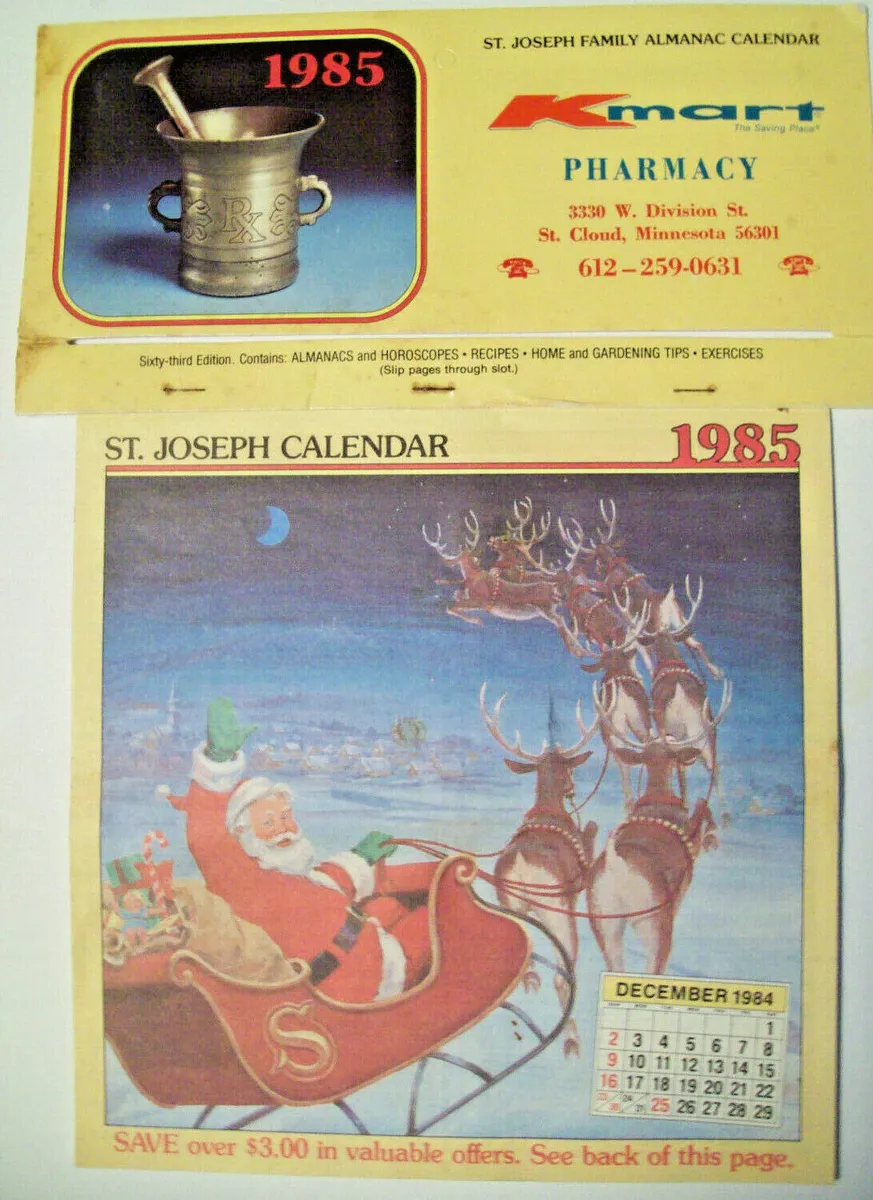 1985
ST. JOSEPH FAMILY ALMANAC CALENDAR
Kmart®
The Saving Place®
PHARMACY
3330 W. Division St.
St. Cloud, Minnesota 56301
612–259-0631
RX
Sixty-third Edition. Contains: ALMANACS and HOROSCOPES • RECIPES • HOME and GARDENING TIPS • EXERCISES
(Slip pages through slot.)
ST. JOSEPH CALENDAR 1985
S
DECEMBER 1984
1
2 3 4 5 6 7 8
9 10 11 12 13 14 15
16 17 18 19 20 21 22
23/30 24/31 25 26 27 28 29
SAVE over $3.00 in valuable offers. See back of this page.